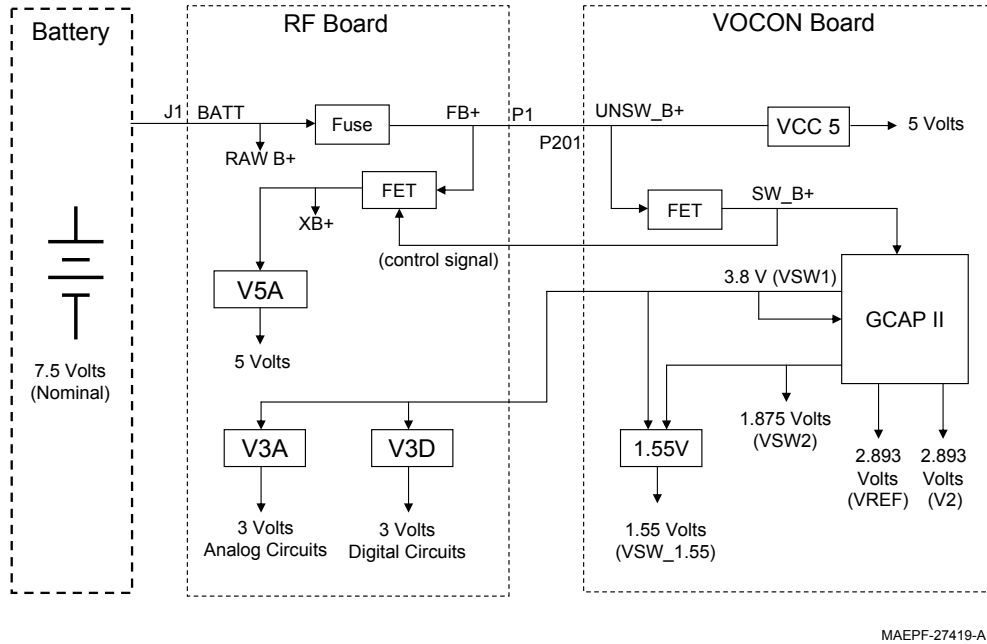 Battery
RF Board
VOCON Board
J1
BATT
Fuse
FB+
P1
P201
UNSW_B+
VCC 5
5 Volts
RAW B+
FET
XB+
FET
SW_B+
(control signal)
V5A
5 Volts
3.8 V (VSW1)
GCAP II
7.5 Volts
(Nominal)
V3A
V3D
1.55V
1.875 Volts
(VSW2)
2.893
Volts
(VREF)
2.893
Volts
(V2)
3 Volts
Analog Circuits
3 Volts
Digital Circuits
1.55 Volts
(VSW_1.55)
MAEPF-27419-A